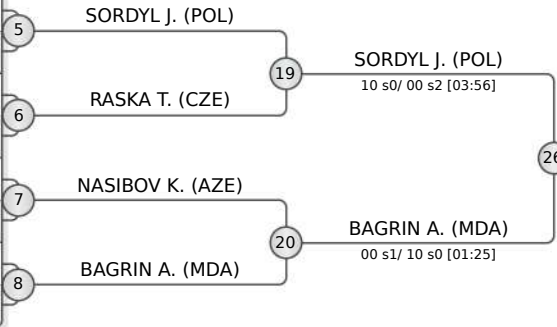 SORDYL J. (POL)
5
19
SORDYL J. (POL)
10 s0/ 00 s2 [03:56]
RASKA T. (CZE)
6
26
NASIBOV K. (AZE)
7
20
BAGRIN A. (MDA)
00 s1/ 10 s0 [01:25]
BAGRIN A. (MDA)
8